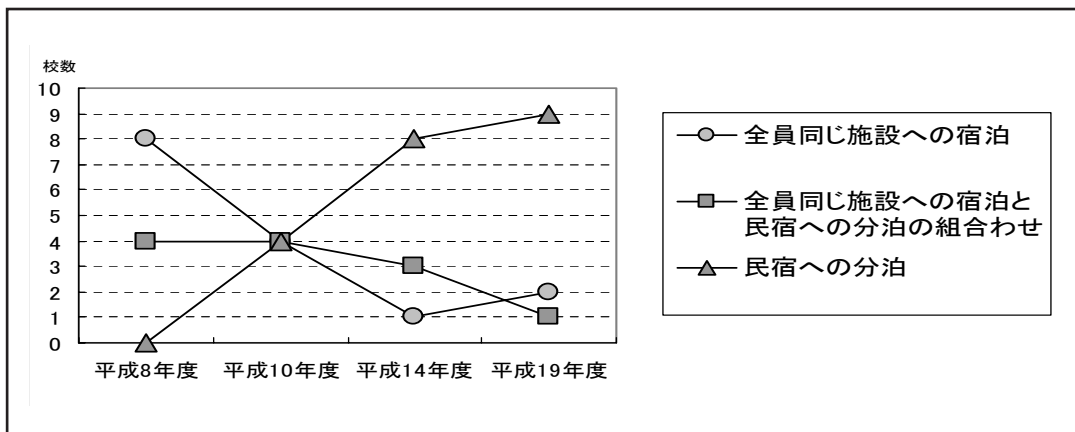 校数
10
9
8
7
6
5
4
3
2
1
0
平成8年度 平成10年度 平成14年度 平成19年度
全員同じ施設への宿泊
全員同じ施設への宿泊と
民宿への分泊の組合わせ
民宿への分泊